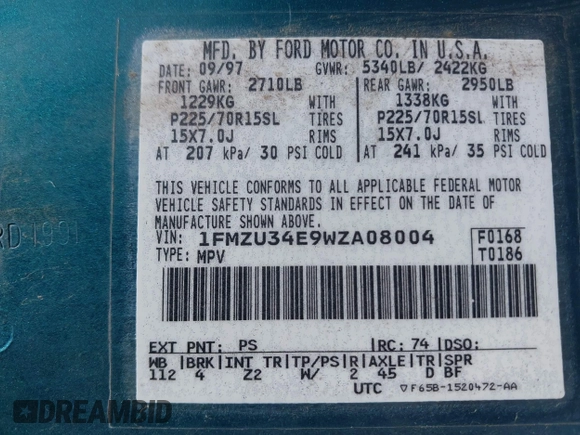 MFD. BY FORD MOTOR CO. IN U.S.A.
DATE: 09/97 GVWR: 5340LB/ 2422KG
FRONT GAWR: 2710LB REAR GAWR: 2950LB
1229KG WITH 1338KG WITH
P225/70R15SL TIRES P225/70R15SL TIRES
15X7.0J RIMS 15X7.0J RIMS
AT 207 kPa/ 30 PSI COLD AT 241 kPa/ 35 PSI COLD
THIS VEHICLE CONFORMS TO ALL APPLICABLE FEDERAL MOTOR
VEHICLE SAFETY STANDARDS IN EFFECT ON THE DATE OF
MANUFACTURE SHOWN ABOVE.
VIN: 1FMZU34E9WZA08004 F0168
TYPE: MPV T0186
EXT PNT: PS RC: 74 DSO:
WB BRK INT TR TP/PS R AXLE TR SPR
112 4 Z2 W/ 2 45 D BF
UTC ▽F65B-1520472-AA
DREAMBID